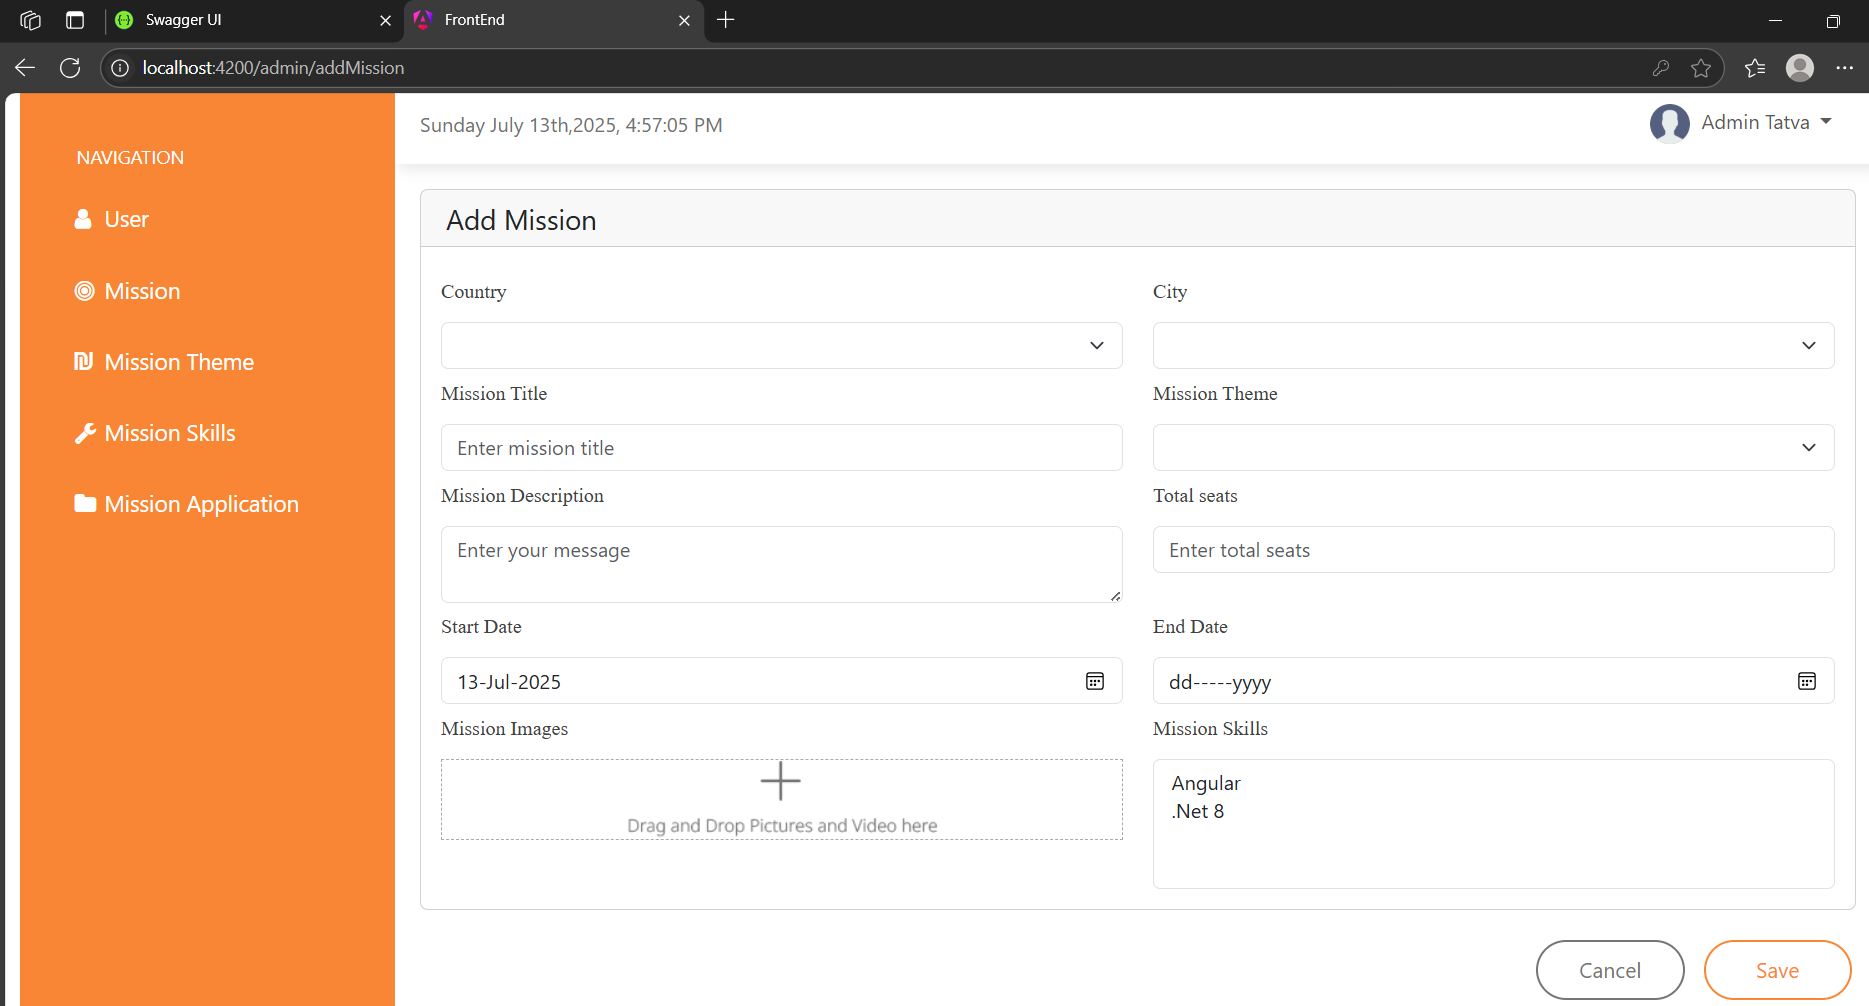 Swagger UI
FrontEnd
localhost:4200/admin/addMission
Sunday July 13th,2025, 4:57:05 PM
Admin Tatva
NAVIGATION
User
Mission
Mission Theme
Mission Skills
Mission Application
Add Mission
Country
City
Mission Title
Mission Theme
Enter mission title
Mission Description
Total seats
Enter your message
Enter total seats
Start Date
End Date
13-Jul-2025
dd-----yyyy
Mission Images
Mission Skills
Drag and Drop Pictures and Video here
Angular
.Net 8
Cancel
Save